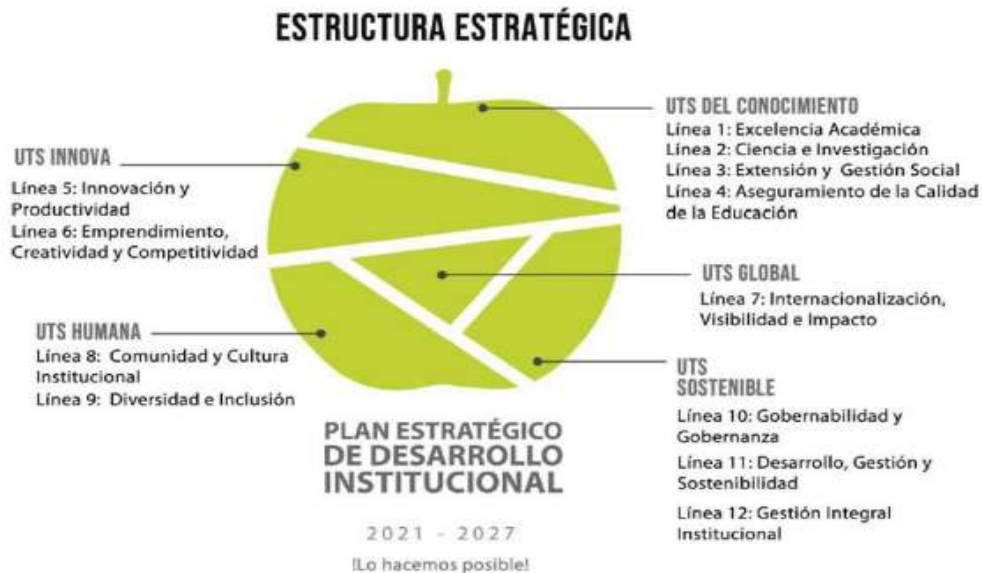 ESTRUCTURA ESTRATÉGICA
UTS DEL CONOCIMIENTO
Línea 1: Excelencia Académica
Línea 2: Ciencia e Investigación
Línea 3: Extensión y Gestión Social
Línea 4: Aseguramiento de la Calidad
de la Educación
UTS INNOVA
Línea 5: Innovación y
Productividad
Línea 6: Emprendimiento,
Creatividad y Competitividad
UTS GLOBAL
Línea 7: Internacionalización,
Visibilidad e Impacto
UTS HUMANA
Línea 8: Comunidad y Cultura
Institucional
Línea 9: Diversidad e Inclusión
UTS
SOSTENIBLE
Línea 10: Gobernabilidad y
Gobernanza
Línea 11: Desarrollo, Gestión y
Sostenibilidad
Línea 12: Gestión Integral
Institucional
PLAN ESTRATÉGICO
DE DESARROLLO
INSTITUCIONAL
2021 - 2027
!Lo hacemos posible!